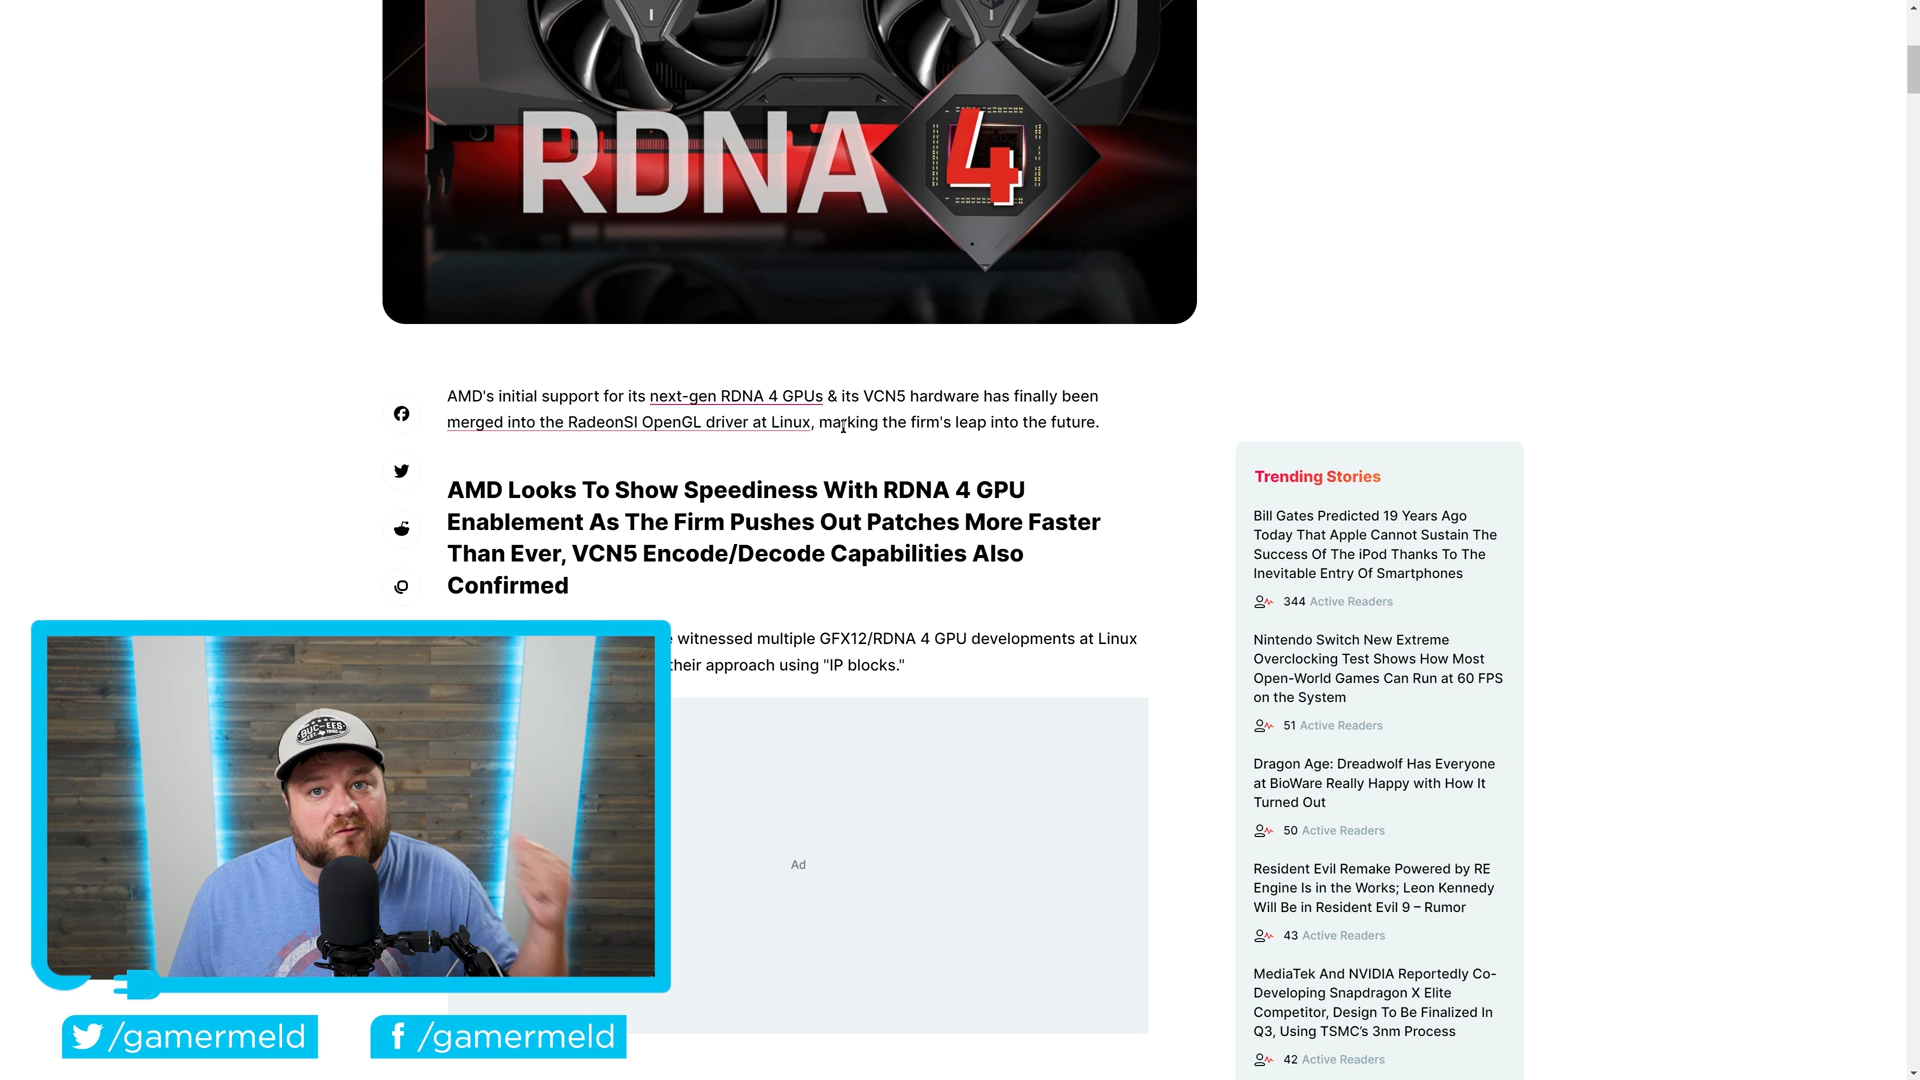 RDNA 4
AMD's initial support for its next-gen RDNA 4 GPUs & its VCN5 hardware has finally been
merged into the RadeonSI OpenGL driver at Linux, marking the firm's leap into the future.
AMD Looks To Show Speediness With RDNA 4 GPU
Enablement As The Firm Pushes Out Patches More Faster
Than Ever, VCN5 Encode/Decode Capabilities Also
Confirmed
witnessed multiple GFX12/RDNA 4 GPU developments at Linux
their approach using "IP blocks."
Ad
BUC-EES
/gamermeld
/gamermeld
Trending Stories
Bill Gates Predicted 19 Years Ago
Today That Apple Cannot Sustain The
Success Of The iPod Thanks To The
Inevitable Entry Of Smartphones
344 Active Readers
Nintendo Switch New Extreme
Overclocking Test Shows How Most
Open-World Games Can Run at 60 FPS
on the System
51 Active Readers
Dragon Age: Dreadwolf Has Everyone
at BioWare Really Happy with How It
Turned Out
50 Active Readers
Resident Evil Remake Powered by RE
Engine Is in the Works; Leon Kennedy
Will Be in Resident Evil 9 – Rumor
43 Active Readers
MediaTek And NVIDIA Reportedly Co-
Developing Snapdragon X Elite
Competitor, Design To Be Finalized In
Q3, Using TSMC's 3nm Process
42 Active Readers